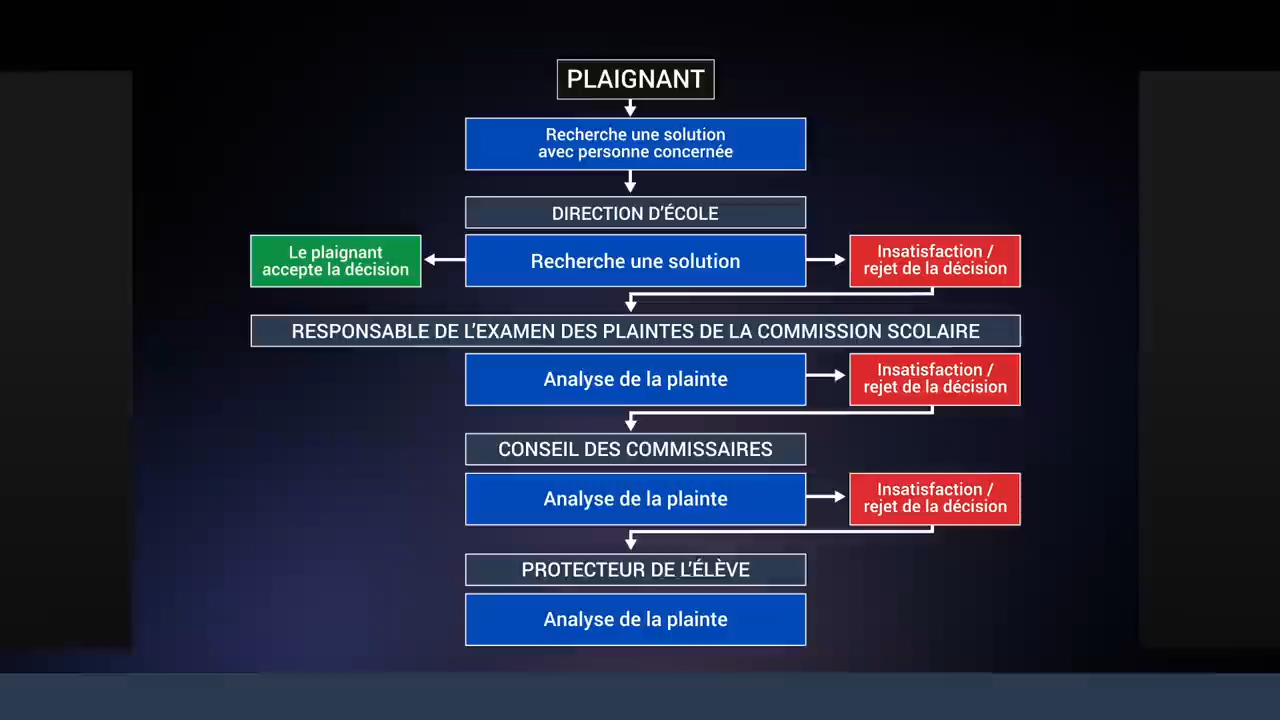 PLAIGNANT
Recherche une solution
avec personne concernée
DIRECTION D'ÉCOLE
Le plaignant
accepte la décision
Recherche une solution
Insatisfaction /
rejet de la décision
RESPONSABLE DE L'EXAMEN DES PLAINTES DE LA COMMISSION SCOLAIRE
Analyse de la plainte
Insatisfaction /
rejet de la décision
CONSEIL DES COMMISSAIRES
Analyse de la plainte
Insatisfaction /
rejet de la décision
PROTECTEUR DE L'ÉLÈVE
Analyse de la plainte